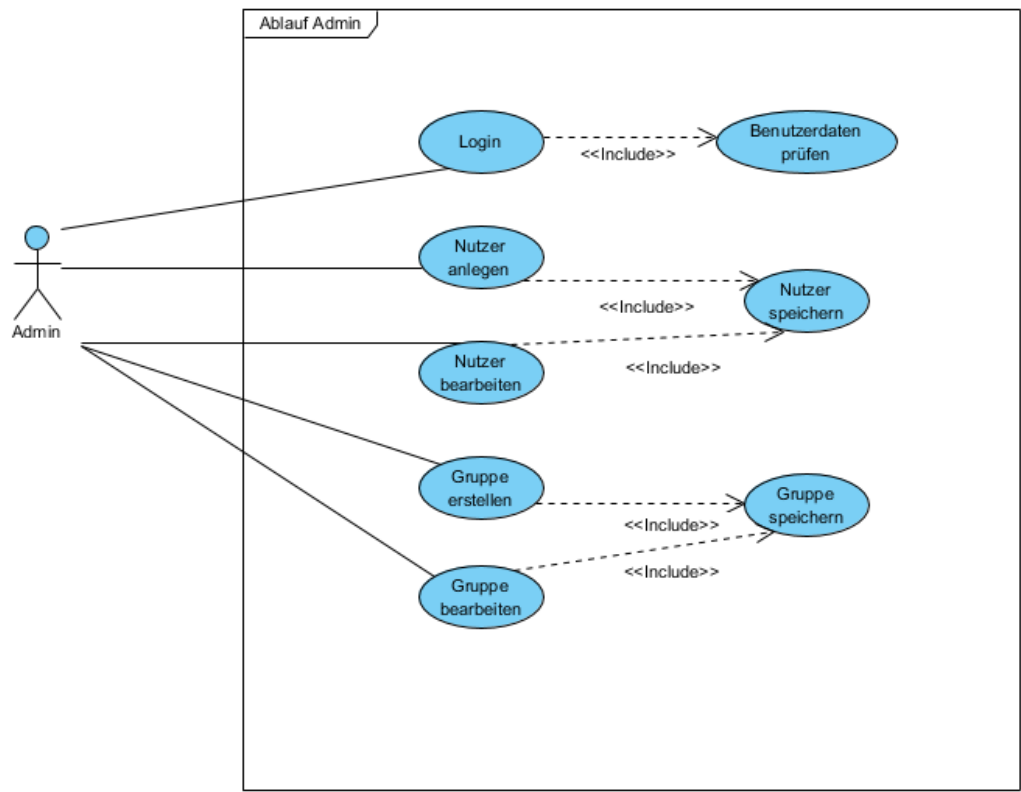 Ablauf Admin
Login
<<Include>>
Benutzerdaten
prüfen
Admin
Nutzer
anlegen
<<Include>>
Nutzer
speichern
Nutzer
bearbeiten
<<Include>>
Gruppe
erstellen
<<Include>>
Gruppe
speichern
Gruppe
bearbeiten
<<Include>>